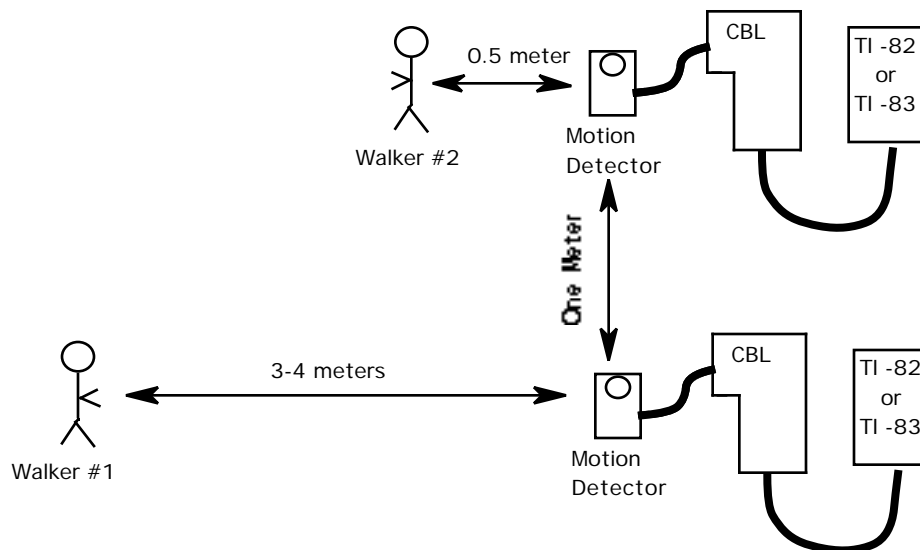 0.5 meter
CBL
TI -82
or
TI -83
Walker #2
Motion
Detector
One Meter
3-4 meters
CBL
TI -82
or
TI -83
Walker #1
Motion
Detector